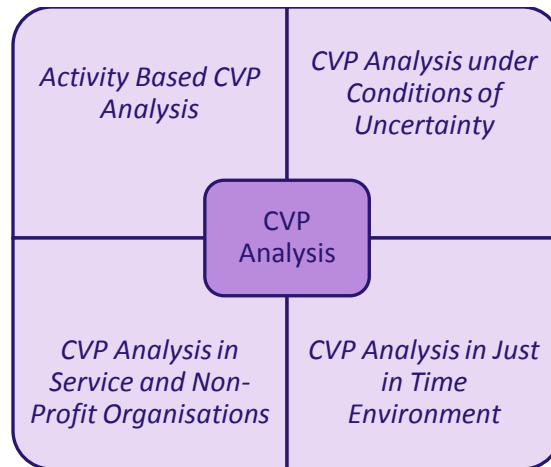 Activity Based CVP
Analysis
CVP Analysis under
Conditions of
Uncertainty
CVP
Analysis
CVP Analysis in
Service and Non-
Profit Organisations
CVP Analysis in Just
in Time
Environment